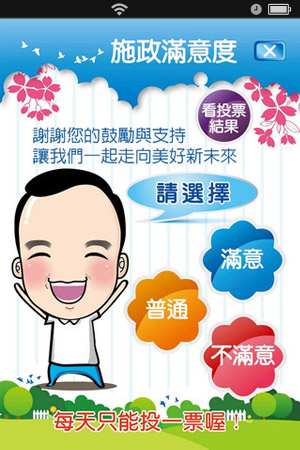 施政滿意度
看投票
結果
謝謝您的鼓勵與支持
讓我們一起走向美好新未來
請選擇
滿意
普通
不滿意
每天只能投一票喔！